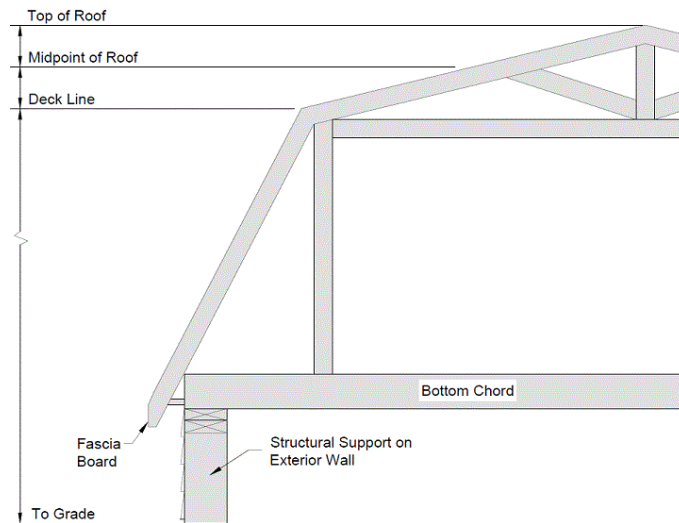 Top of Roof
Midpoint of Roof
Deck Line
Bottom Chord
Fascia
Board
Structural Support on
Exterior Wall
To Grade